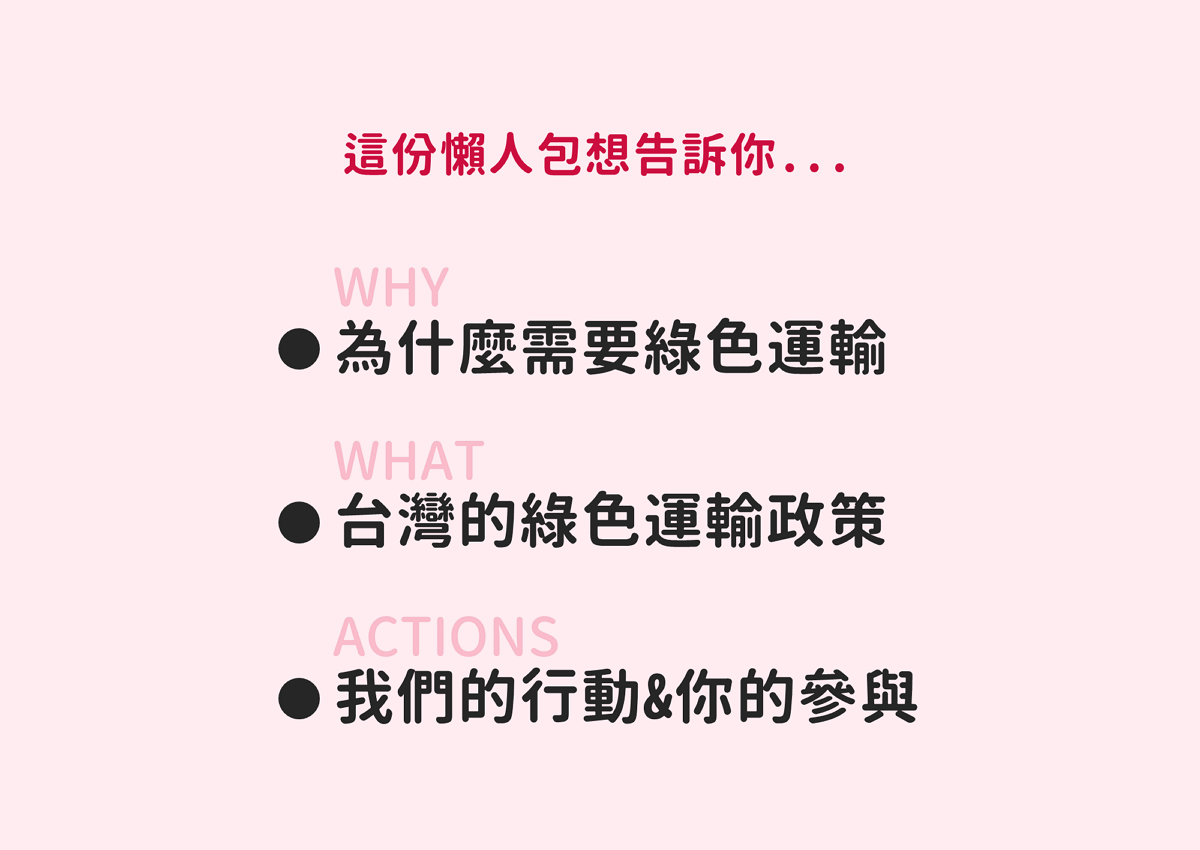 這份懶人包想告訴你...
WHY
●為什麼需要綠色運輸
WHAT
●台灣的綠色運輸政策
ACTIONS
●我們的行動&你的參與